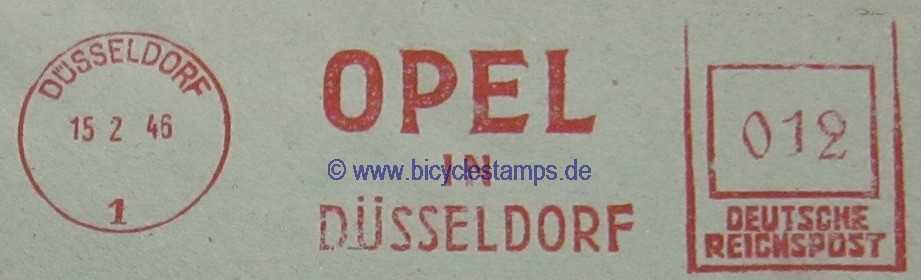 DÜSSELDORF
15 2 46
1
OPEL
IN
DÜSSELDORF
© www.bicyclestamps.de
012
DEUTSCHE
REICHSPOST